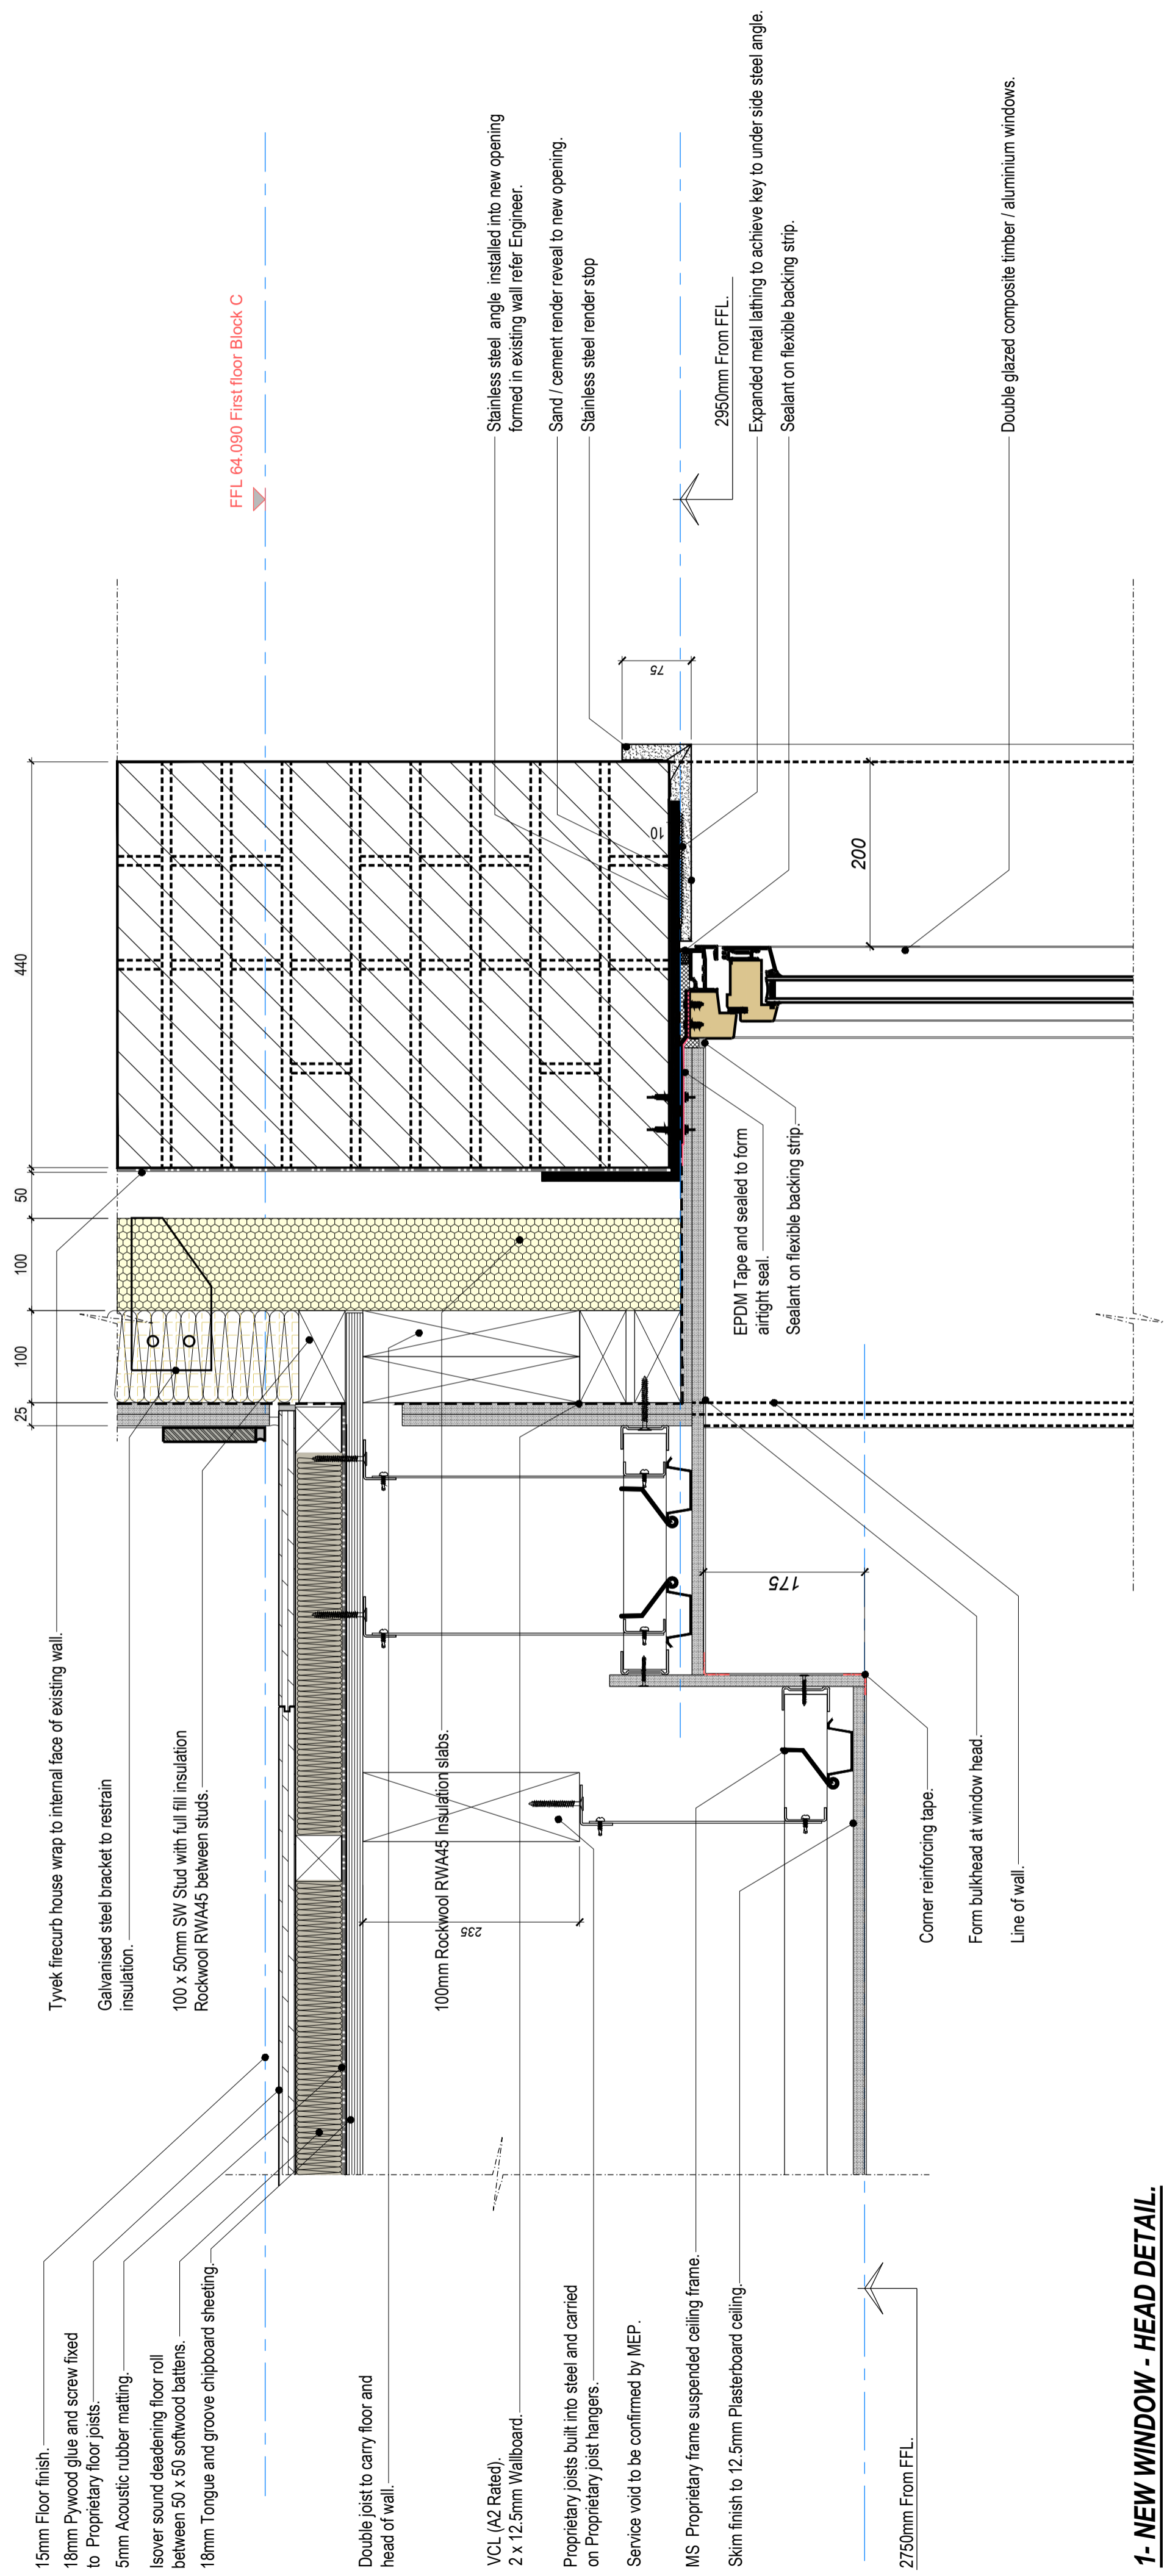 15mm Floor finish.
18mm Pywood glue and screw fixed
to Proprietary floor joists.
5mm Acoustic rubber matting.
Isover sound deadening floor roll
between 50 x 50 softwood battens.
18mm Tongue and groove chipboard sheeting.
Double joist to carry floor and
head of wall.
VCL (A2 Rated).
2 x 12.5mm Wallboard.
Proprietary joists built into steel and carried
on Proprietary joist hangers.
Service void to be confirmed by MEP.
MS Proprietary frame suspended ceiling frame.
Skim finish to 12.5mm Plasterboard ceiling.
2750mm From FFL.
Tyvek firecurb house wrap to internal face of existing wall.
Galvanised steel bracket to restrain
insulation.
100 x 50mm SW Stud with full fill insulation
Rockwool RWA45 between studs.
100mm Rockwool RWA45 Insulation slabs.
235
Corner reinforcing tape.
Form bulkhead at window head.
Line of wall.
175
25
100
100
50
440
EPDM Tape and sealed to form
airtight seal.
Sealant on flexible backing strip.
10
200
75
FFL 64.090 First floor Block C
Stainless steel angle installed into new opening
formed in existing wall refer Engineer.
Sand / cement render reveal to new opening.
Stainless steel render stop
2950mm From FFL.
Expanded metal lathing to achieve key to under side steel angle.
Sealant on flexible backing strip.
Double glazed composite timber / aluminium windows.
1- NEW WINDOW - HEAD DETAIL.